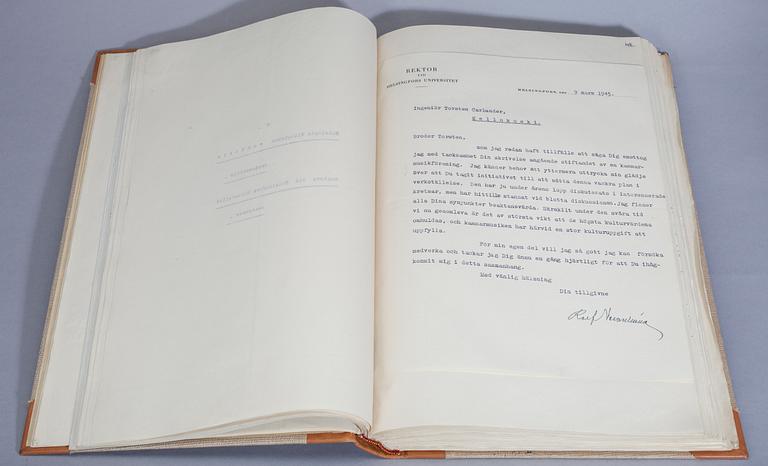 46.
REKTOR
VID
HELSINGFORS UNIVERSITET
HELSINGFORS, den 9 mars 1945.
Ingeniör Torsten Carlander,
Kellokoski.
Broder Torsten,
som jag redan haft tillfälle att säga Dig emottog
jag med tacksamhet Din skrivelse angående stiftandet av en kammar-
musikförening. Jag känner behov att ytterligare uttrycka min glädje
över att Du tagit initiativet till att sätta denna vackra plan i
verkställelse. Den har ju under årens lopp diskuterats i intresserade
kretsar, men har hittills stannat vid blotta diskussionen. Jag finner
alla Dina synpunkter beaktansvärda. Särskilt under den svåra tid
vi nu genomleva är det av största vikt att de högsta kulturvärdena
omhuldas, och kammarmusiken har härvid en stor kulturuppgift att
uppfylla.
För min egen del vill jag så gott jag kan försöka
medverka och tackar jag Dig ännu en gång hjärtligt för att Du ihåg-
kommit mig i detta sammanhang.
Med vänlig hälsning
Din tillgivne
Rolf Nevanlinna